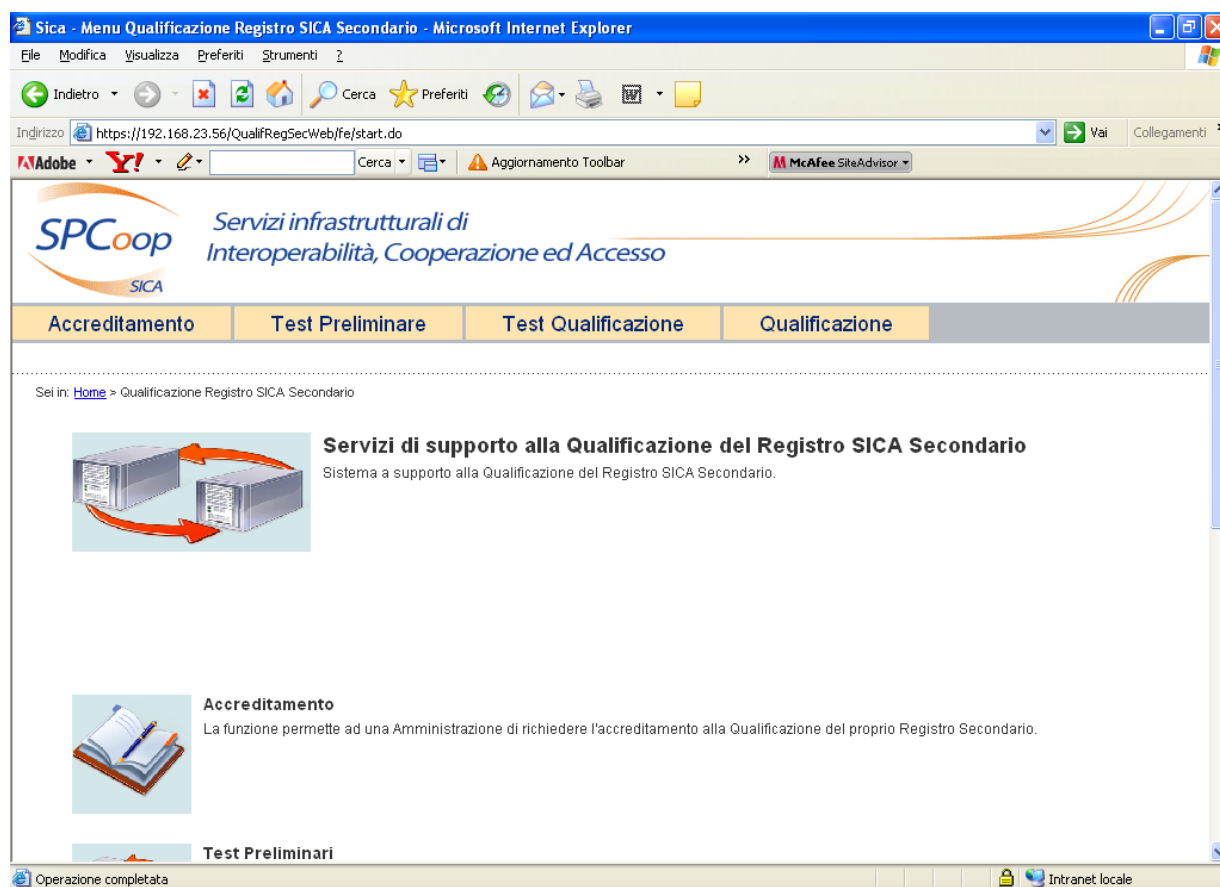 Sica - Menu Qualificazione Registro SICA Secondario - Microsoft Internet Explorer
File Modifica Visualizza Preferiti Strumenti ?
Indietro Cerca Preferiti
Indirizzo https://192.168.23.56/QualifRegSecWeb/fe/start.do Vai Collegamenti »
Adobe Y! Cerca Aggiornamento Toolbar » McAfee SiteAdvisor
SPCoop
SICA
Servizi infrastrutturali di
Interoperabilità, Cooperazione ed Accesso
Accreditamento Test Preliminare Test Qualificazione Qualificazione
Sei in: Home > Qualificazione Registro SICA Secondario
Servizi di supporto alla Qualificazione del Registro SICA Secondario
Sistema a supporto alla Qualificazione del Registro SICA Secondario.
Accreditamento
La funzione permette ad una Amministrazione di richiedere l'accreditamento alla Qualificazione del proprio Registro Secondario.
Test Preliminari
Operazione completata Intranet locale